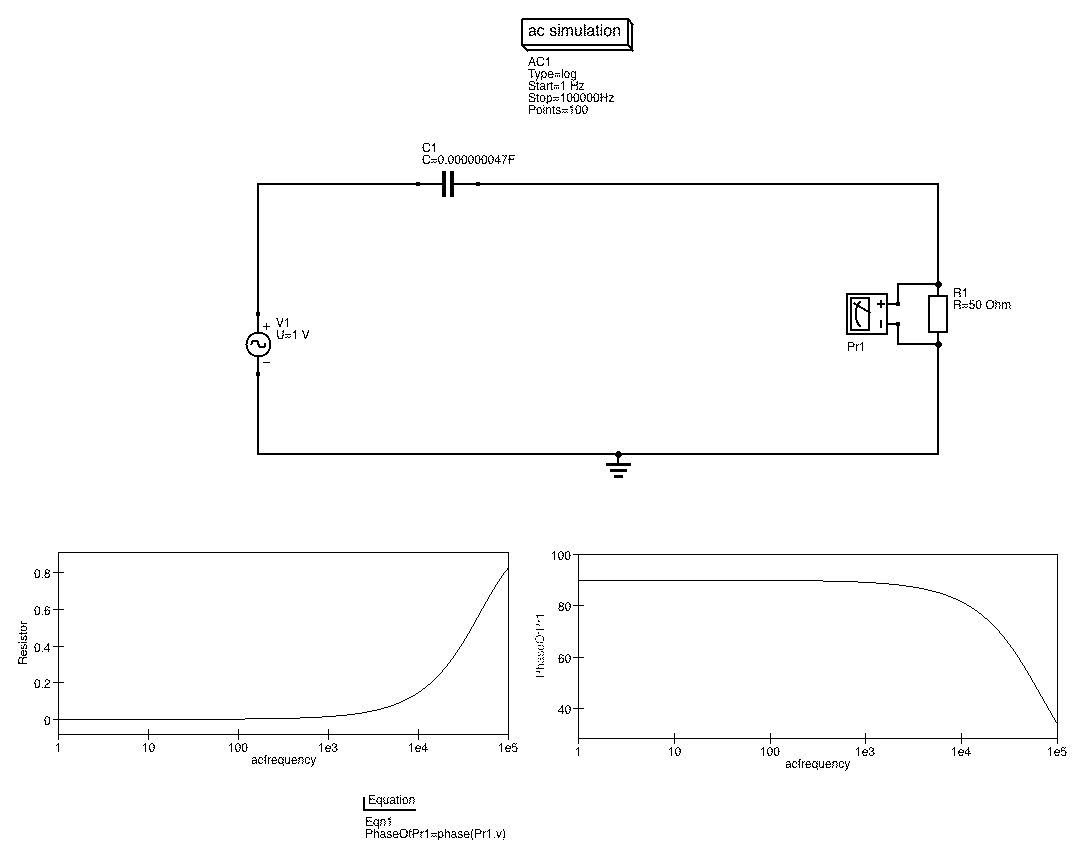 ac simulation
AC1
Type=log
Start=1 Hz
Stop=100000Hz
Points=100
C1
C=0.000000047F
+
V1
U=1 V
−
+
Pr1
R1
R=50 Ohm
0.8
0.6
0.4
0.2
0
Resistor
1 10 100 1e3 1e4 1e5
acfrequency
100
80
60
40
PhaseOfPr1
1 10 100 1e3 1e4 1e5
acfrequency
Equation
Eqn1
PhaseOfPr1=phase(Pr1.v)